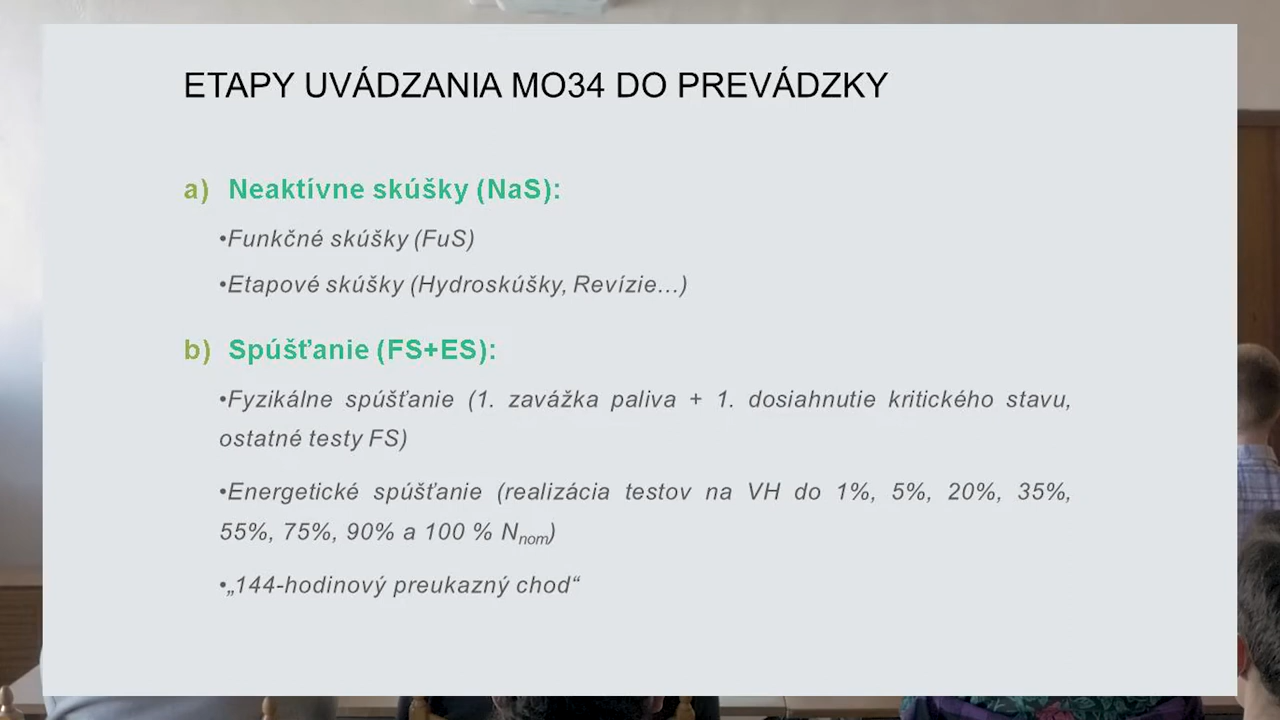 ETAPY UVÁDZANIA MO34 DO PREVÁDZKY
a) Neaktívne skúšky (NaS):
•Funkčné skúšky (FuS)
•Etapové skúšky (Hydroskúšky, Revízie…)
b) Spúšťanie (FS+ES):
•Fyzikálne spúšťanie (1. zavážka paliva + 1. dosiahnutie kritického stavu,
ostatné testy FS)
•Energetické spúšťanie (realizácia testov na VH do 1%, 5%, 20%, 35%,
55%, 75%, 90% a 100 % Nnom)
•„144-hodinový preukazný chod“